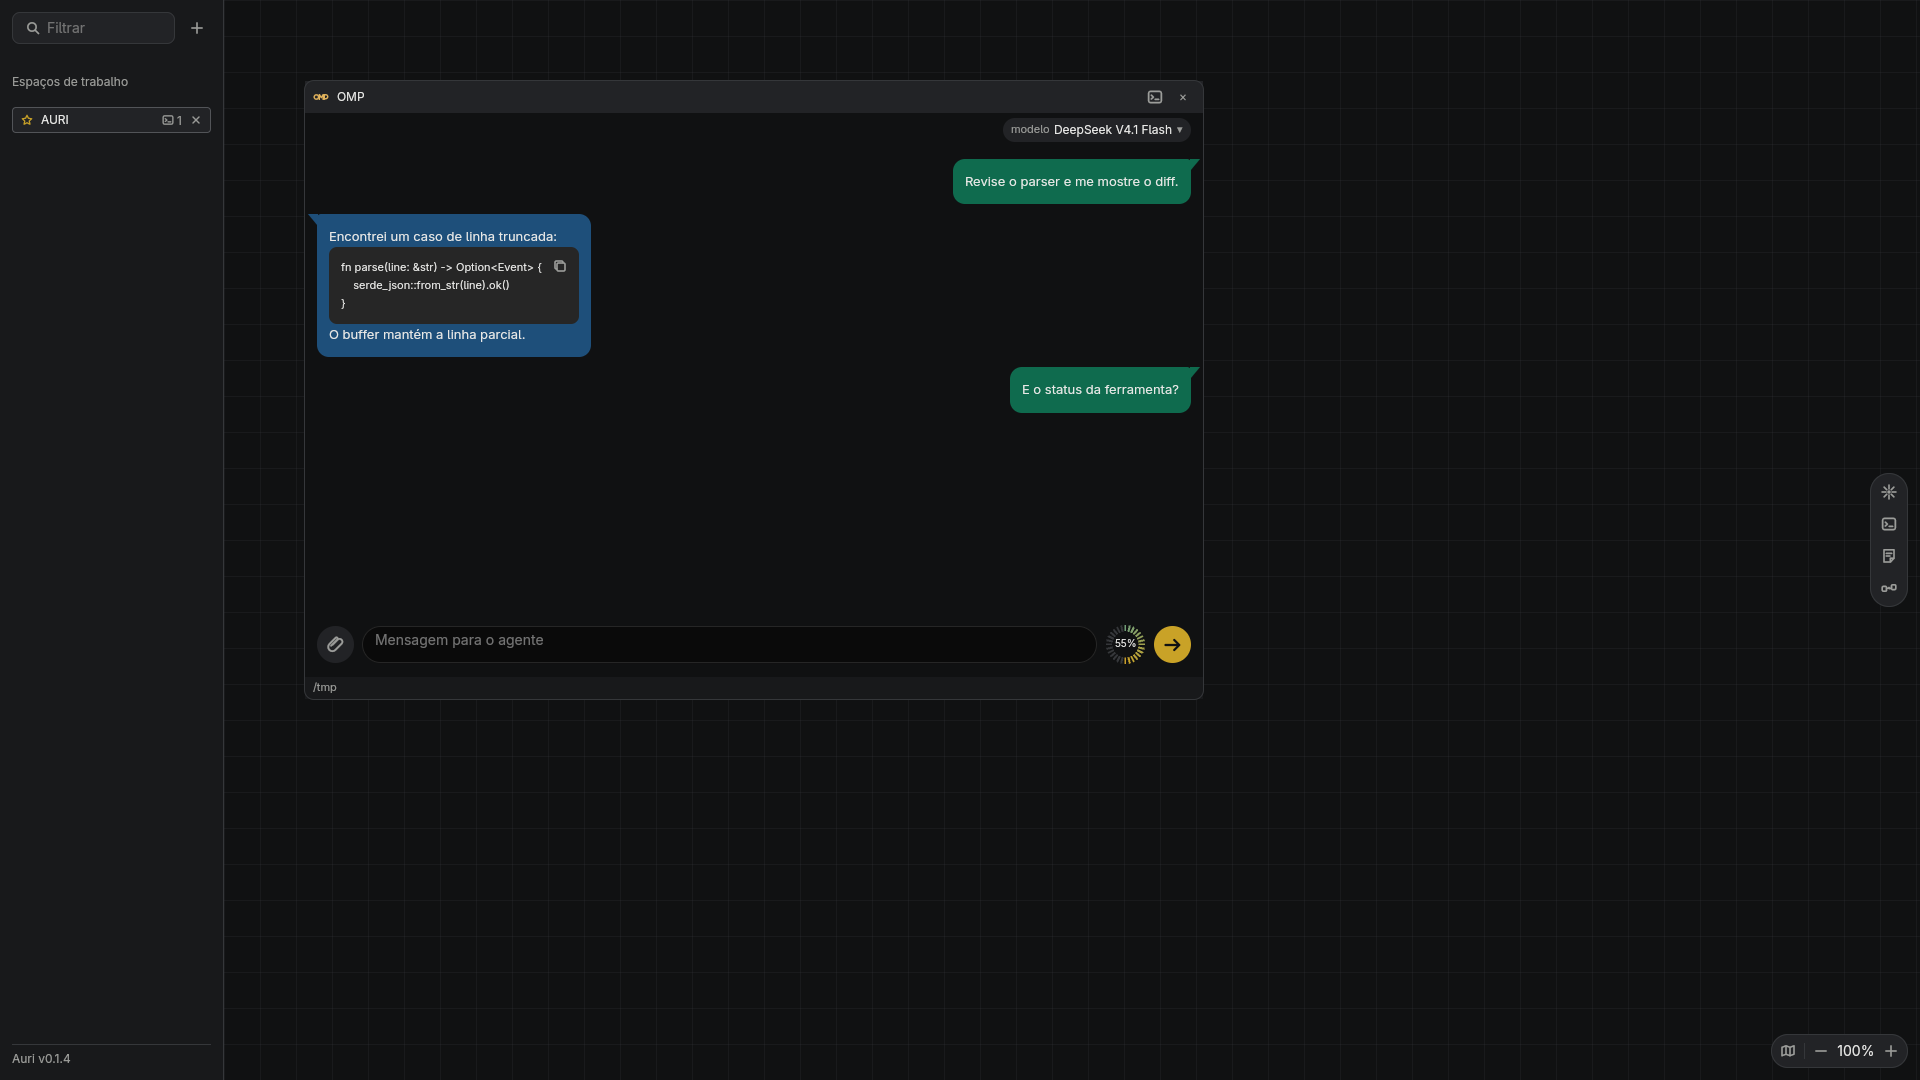 Filtrar
Espaços de trabalho
AURI
1
OMP
modelo DeepSeek V4.1 Flash
Revise o parser e me mostre o diff.
Encontrei um caso de linha truncada:
fn parse(line: &str) -> Option<Event> {
    serde_json::from_str(line).ok()
}
O buffer mantém a linha parcial.
E o status da ferramenta?
Mensagem para o agente
55%
/tmp
Auri v0.1.4
100%